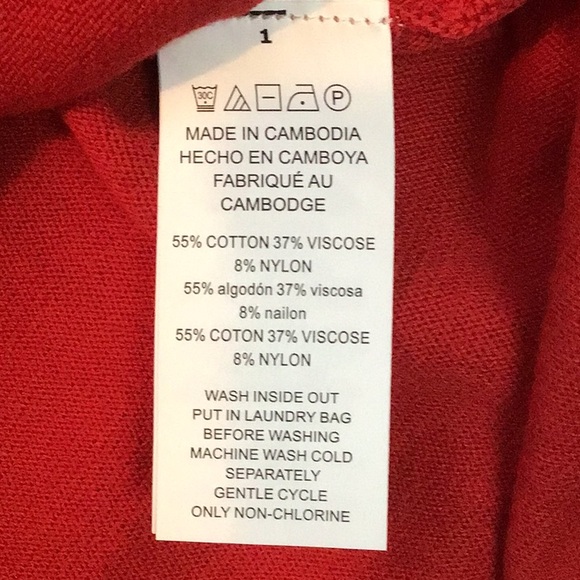 1
30C P
MADE IN CAMBODIA
HECHO EN CAMBOYA
FABRIQUÉ AU
CAMBODGE
55% COTTON 37% VISCOSE
8% NYLON
55% algodón 37% viscosa
8% nailon
55% COTON 37% VISCOSE
8% NYLON
WASH INSIDE OUT
PUT IN LAUNDRY BAG
BEFORE WASHING
MACHINE WASH COLD
SEPARATELY
GENTLE CYCLE
ONLY NON-CHLORINE